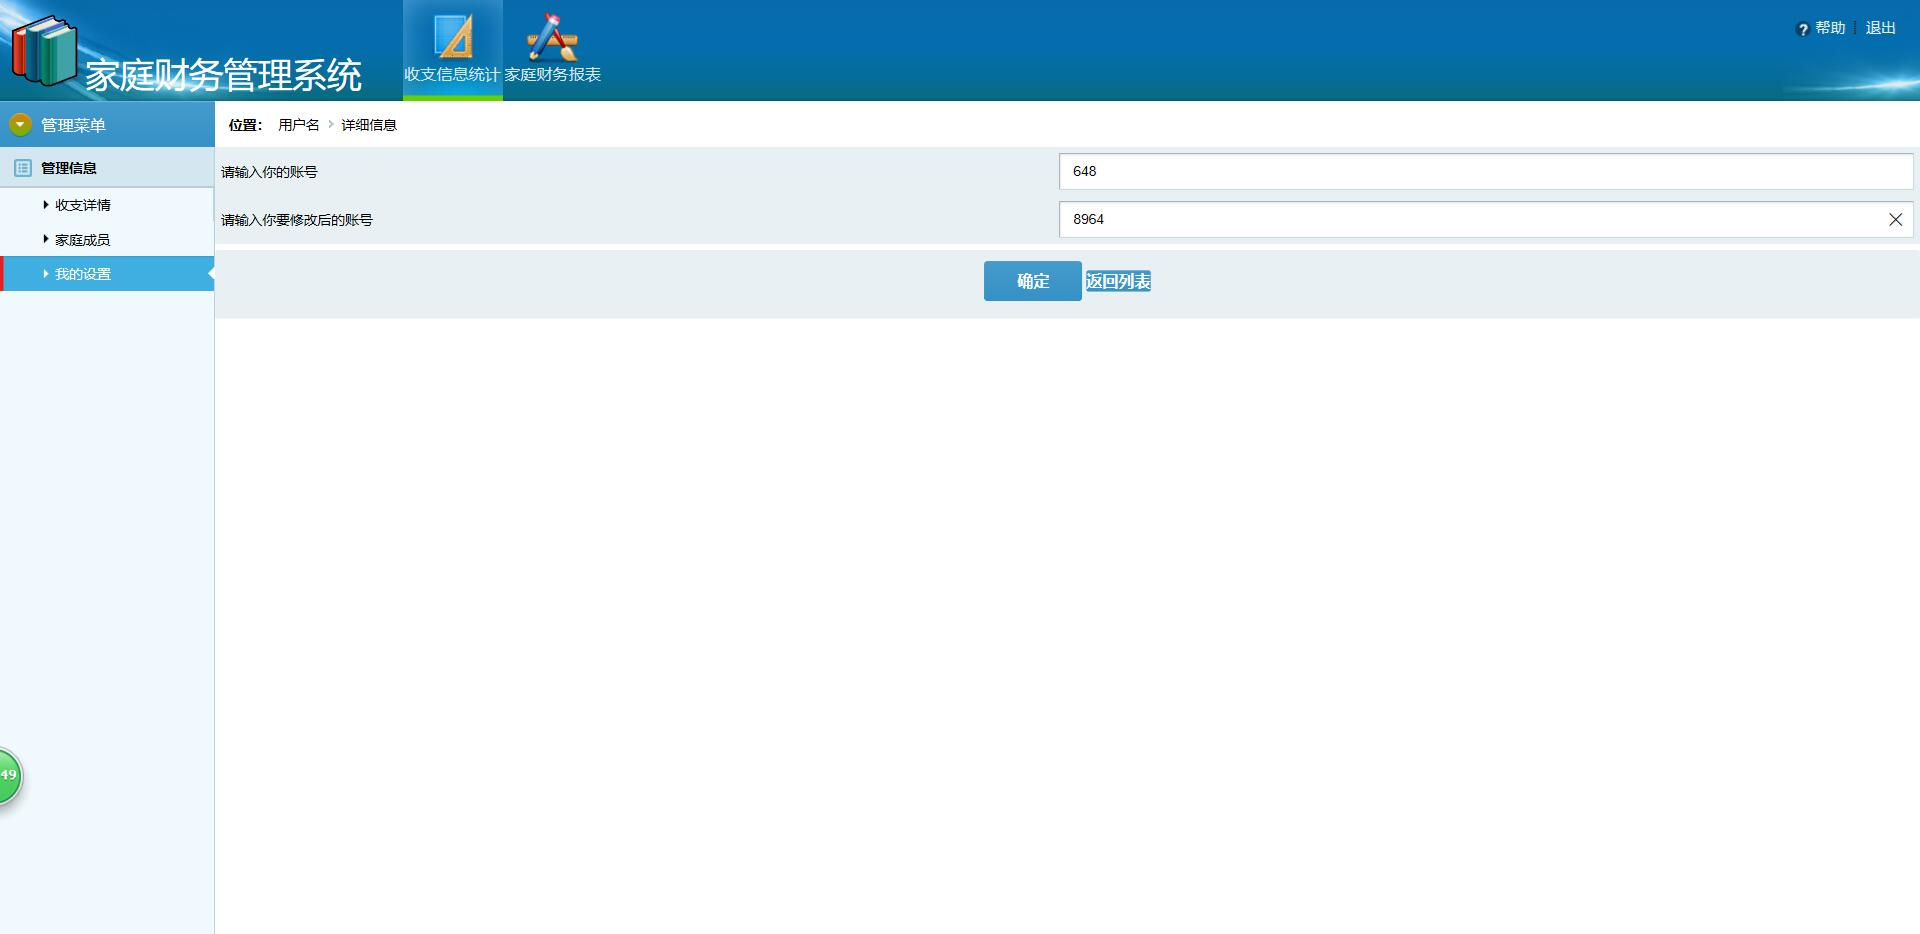 家庭财务管理系统
收支信息统计 家庭财务报表
帮助 退出
管理菜单
位置： 用户名 详细信息
管理信息
请输入你的账号 648
收支详情
请输入你要修改后的账号 8964
家庭成员
我的设置
确定 返回列表
49